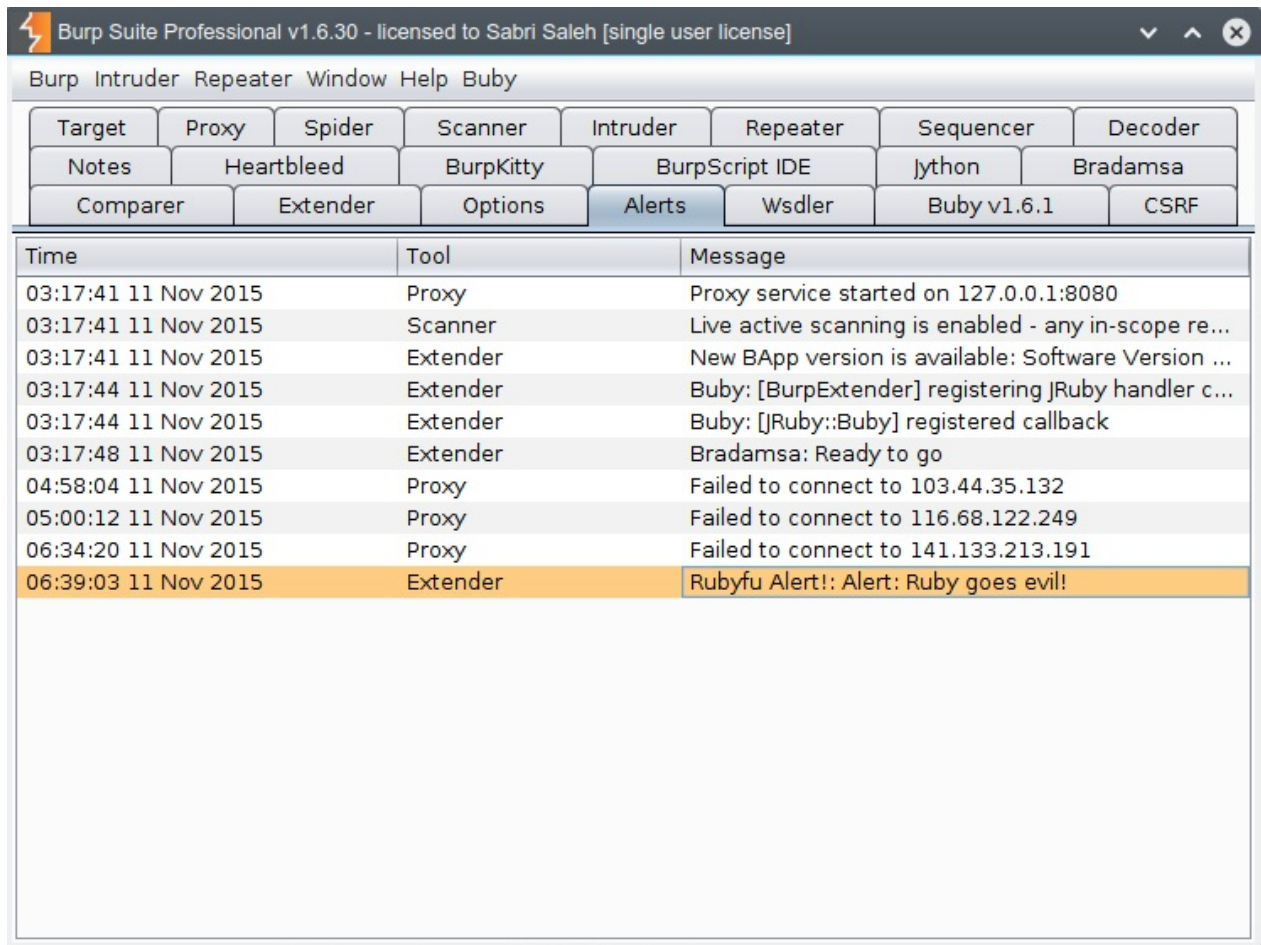 Burp Suite Professional v1.6.30 - licensed to Sabri Saleh [single user license]
Burp Intruder Repeater Window Help Buby
Target Proxy Spider Scanner Intruder Repeater Sequencer Decoder
Notes Heartbleed BurpKitty BurpScript IDE Jython Bradamsa
Comparer Extender Options Alerts Wsdler Buby v1.6.1 CSRF
Time Tool Message
03:17:41 11 Nov 2015 Proxy Proxy service started on 127.0.0.1:8080
03:17:41 11 Nov 2015 Scanner Live active scanning is enabled - any in-scope re...
03:17:41 11 Nov 2015 Extender New BApp version is available: Software Version ...
03:17:44 11 Nov 2015 Extender Buby: [BurpExtender] registering JRuby handler c...
03:17:44 11 Nov 2015 Extender Buby: [JRuby::Buby] registered callback
03:17:48 11 Nov 2015 Extender Bradamsa: Ready to go
04:58:04 11 Nov 2015 Proxy Failed to connect to 103.44.35.132
05:00:12 11 Nov 2015 Proxy Failed to connect to 116.68.122.249
06:34:20 11 Nov 2015 Proxy Failed to connect to 141.133.213.191
06:39:03 11 Nov 2015 Extender Rubyfu Alert!: Alert: Ruby goes evil!